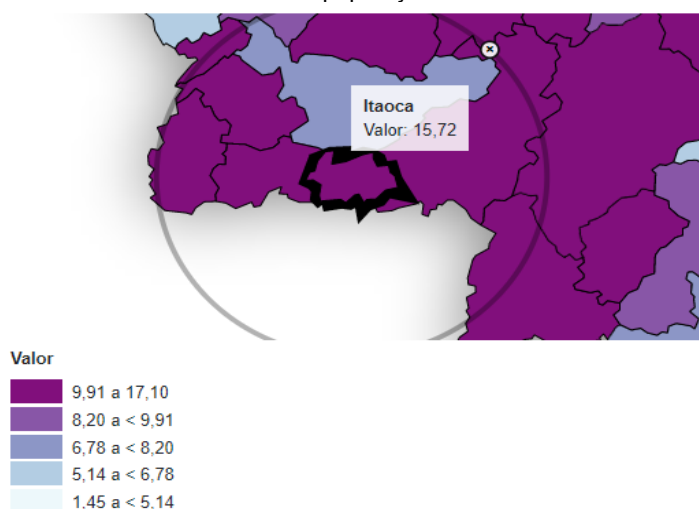 Itaoca
Valor: 15,72
Valor
9,91 a 17,10
8,20 a < 9,91
6,78 a < 8,20
5,14 a < 6,78
1,45 a < 5,14